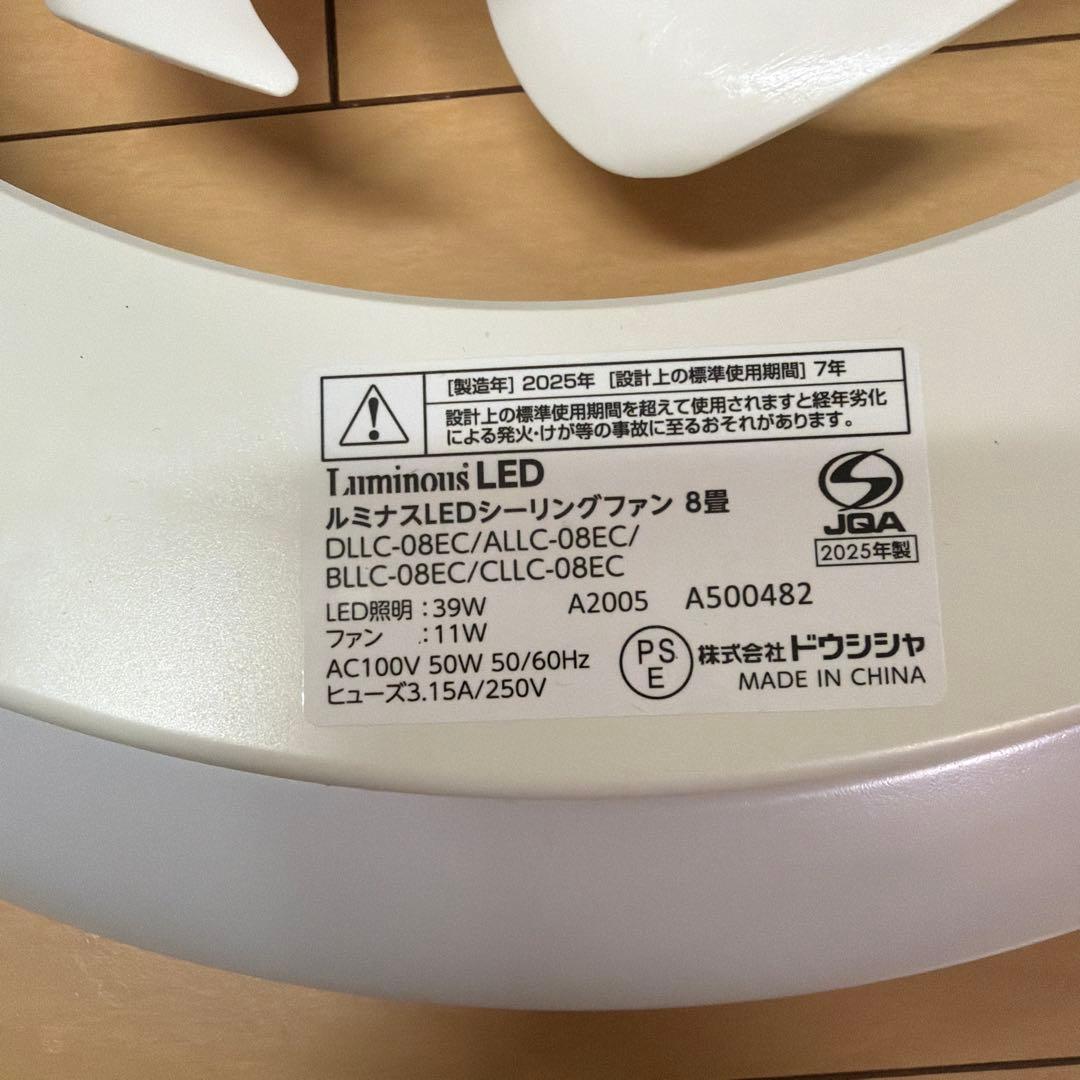 [製造年] 2025年 [設計上の標準使用期間] 7年
設計上の標準使用期間を超えて使用されますと経年劣化
による発火・けが等の事故に至るおそれがあります。
Luminous LED
ルミナスLEDシーリングファン 8畳
JQA
2025年製
DLLC-08EC/ALLC-08EC/
BLLC-08EC/CLLC-08EC
LED照明 : 39W A2005 A500482
ファン : 11W
AC100V 50W 50/60Hz
ヒューズ3.15A/250V
PS
E
株式会社ドウシシャ
MADE IN CHINA